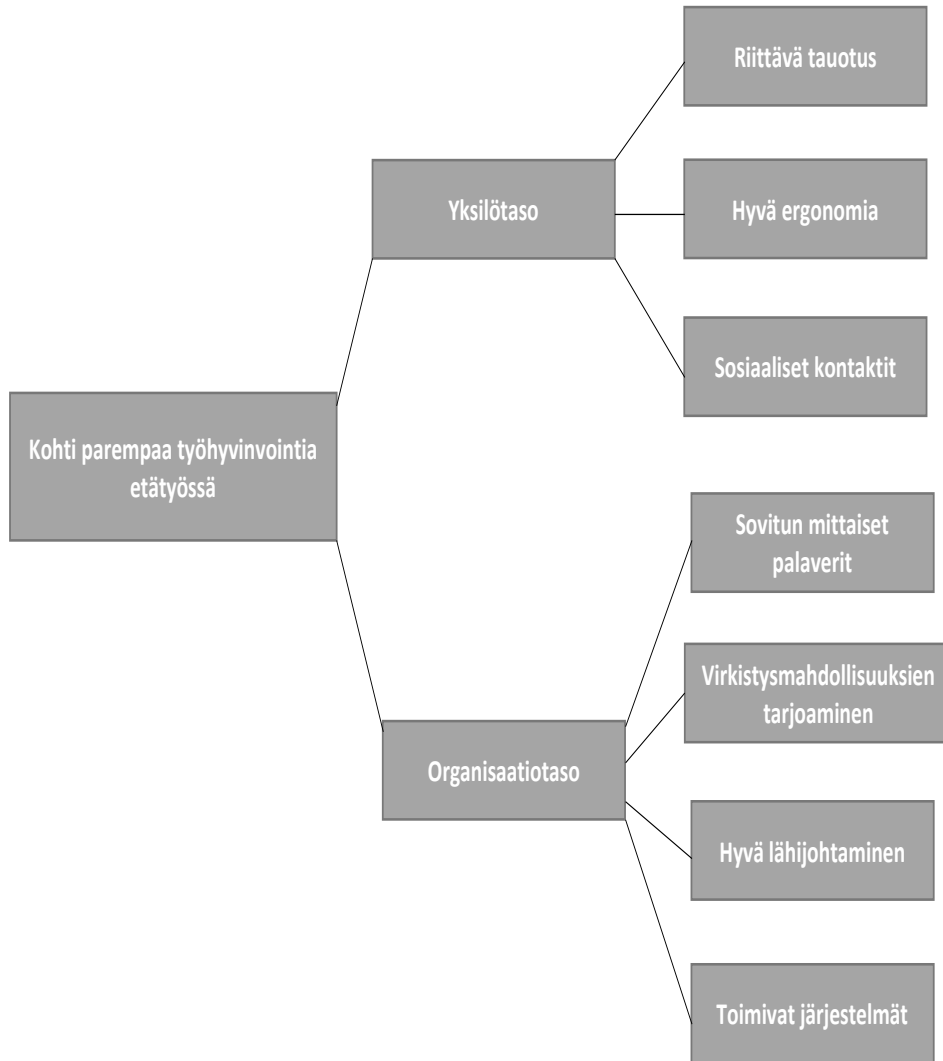 Riittävä tauotus
Yksilötaso
Hyvä ergonomia
Sosiaaliset kontaktit
Kohti parempaa työhyvinvointia
etätyössä
Sovitun mittaiset
palaverit
Virkistysmahdollisuuksien
tarjoaminen
Organisaatiotaso
Hyvä lähijohtaminen
Toimivat järjestelmät